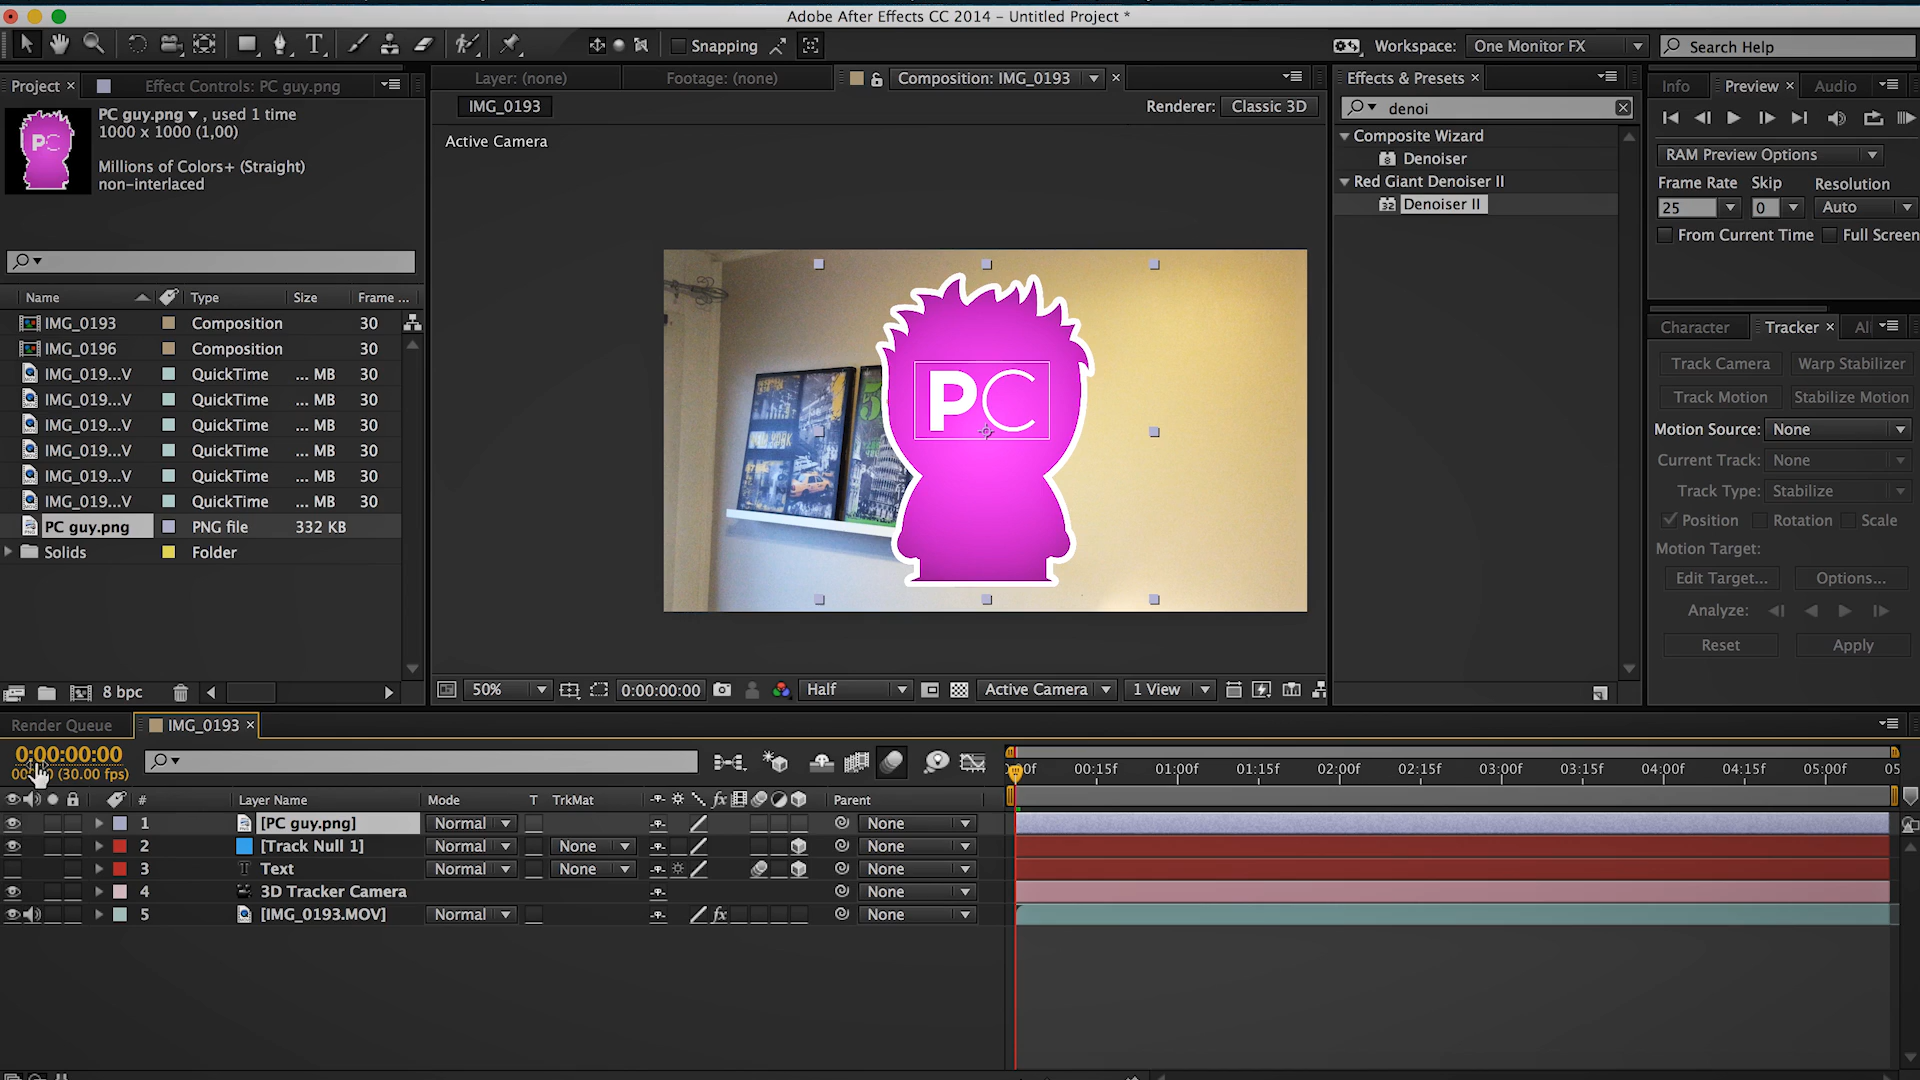 Adobe After Effects CC 2014 – Untitled Project *
Snapping
Workspace: One Monitor FX
Search Help
Project ×
Effect Controls: PC guy.png
Layer: (none)
Footage: (none)
Composition: IMG_0193 ×
Effects & Presets ×
Info
Preview ×
Audio
PC guy.png ▾ , used 1 time
1000 x 1000 (1,00)
Millions of Colors+ (Straight)
non-interlaced
IMG_0193
Renderer: Classic 3D
Active Camera
denoi
Composite Wizard
Denoiser
Red Giant Denoiser II
Denoiser II
RAM Preview Options
Frame Rate Skip Resolution
25 0 Auto
From Current Time Full Screen
Name Type Size Frame ...
IMG_0193 Composition 30
IMG_0196 Composition 30
IMG_019...V QuickTime ... MB 30
IMG_019...V QuickTime ... MB 30
IMG_019...V QuickTime ... MB 30
IMG_019...V QuickTime ... MB 30
IMG_019...V QuickTime ... MB 30
IMG_019...V QuickTime ... MB 30
PC guy.png PNG file 332 KB
Solids Folder
PC
Character
Tracker ×
Track Camera Warp Stabilizer
Track Motion Stabilize Motion
Motion Source: None
Current Track: None
Track Type: Stabilize
Position Rotation Scale
Motion Target:
Edit Target... Options...
Analyze:
Reset Apply
8 bpc
50% 0:00:00:00 Half Active Camera 1 View
Render Queue
IMG_0193 ×
0:00:00:00
(30.00 fps)
00:15f 01:00f 01:15f 02:00f 02:15f 03:00f 03:15f 04:00f 04:15f 05:00f 05
# Layer Name Mode T TrkMat fx Parent
1 [PC guy.png] Normal None
2 [Track Null 1] Normal None None
3 Text Normal None None
4 3D Tracker Camera None
5 [IMG_0193.MOV] Normal fx None